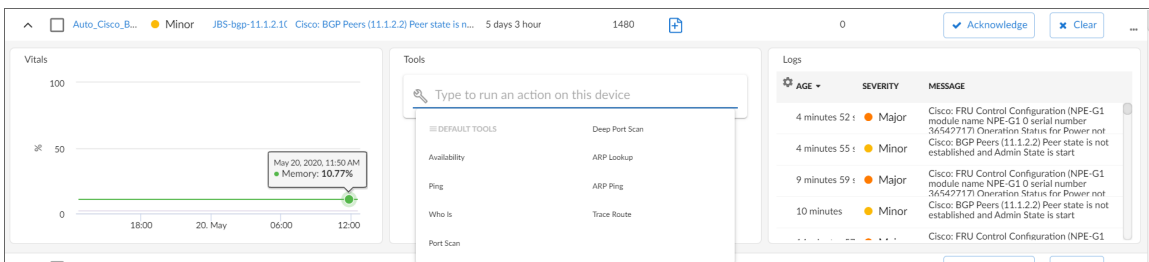 Auto_Cisco_B... Minor JBS-bgp-11.1.2.1( Cisco: BGP Peers (11.1.2.2) Peer state is n... 5 days 3 hour 1480 0 Acknowledge Clear ...
Vitals
100
%
50
0
May 20, 2020, 11:50 AM
Memory: 10.77%
18:00 20. May 06:00 12:00
Tools
Type to run an action on this device
DEFAULT TOOLS Deep Port Scan
Availability ARP Lookup
Ping ARP Ping
Who Is Trace Route
Port Scan
Logs
AGE SEVERITY MESSAGE
4 minutes 52 s Major Cisco: FRU Control Configuration (NPE-G1
module name NPE-G1 0 serial number
36542717) Operation Status for Power not
4 minutes 55 s Minor Cisco: BGP Peers (11.1.2.2) Peer state is not
established and Admin State is start
9 minutes 59 s Major Cisco: FRU Control Configuration (NPE-G1
module name NPE-G1 0 serial number
36542717) Operation Status for Power not
10 minutes Minor Cisco: BGP Peers (11.1.2.2) Peer state is not
established and Admin State is start
Cisco: FRU Control Configuration (NPE-G1